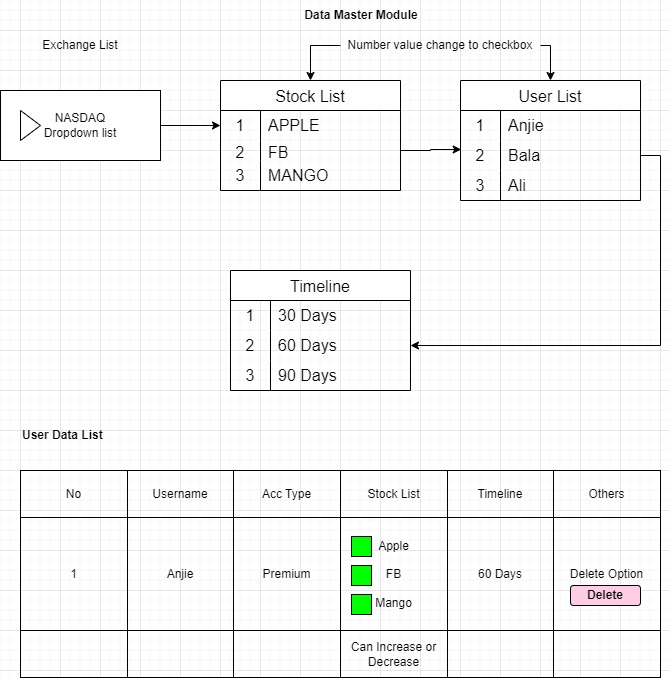 Data Master Module
Exchange List
Number value change to checkbox
NASDAQ
Dropdown list
Stock List
1 APPLE
2 FB
3 MANGO
User List
1 Anjie
2 Bala
3 Ali
Timeline
1 30 Days
2 60 Days
3 90 Days
User Data List
No Username Acc Type Stock List Timeline Others
1 Anjie Premium
Apple
FB
Mango
60 Days
Delete Option
Delete
Can Increase or
Decrease